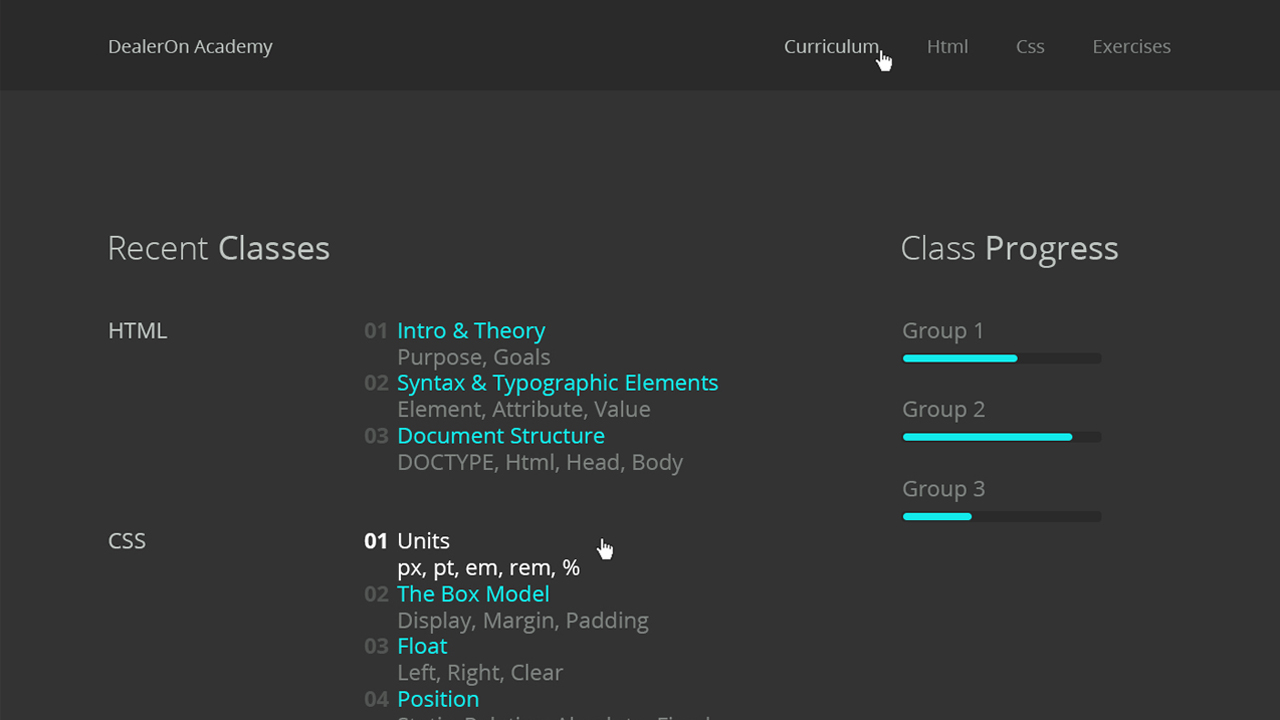 DealerOn Academy
Curriculum Html Css Exercises
Recent Classes
HTML
01 Intro & Theory
Purpose, Goals
02 Syntax & Typographic Elements
Element, Attribute, Value
03 Document Structure
DOCTYPE, Html, Head, Body
CSS
01 Units
px, pt, em, rem, %
02 The Box Model
Display, Margin, Padding
03 Float
Left, Right, Clear
04 Position
Class Progress
Group 1
Group 2
Group 3